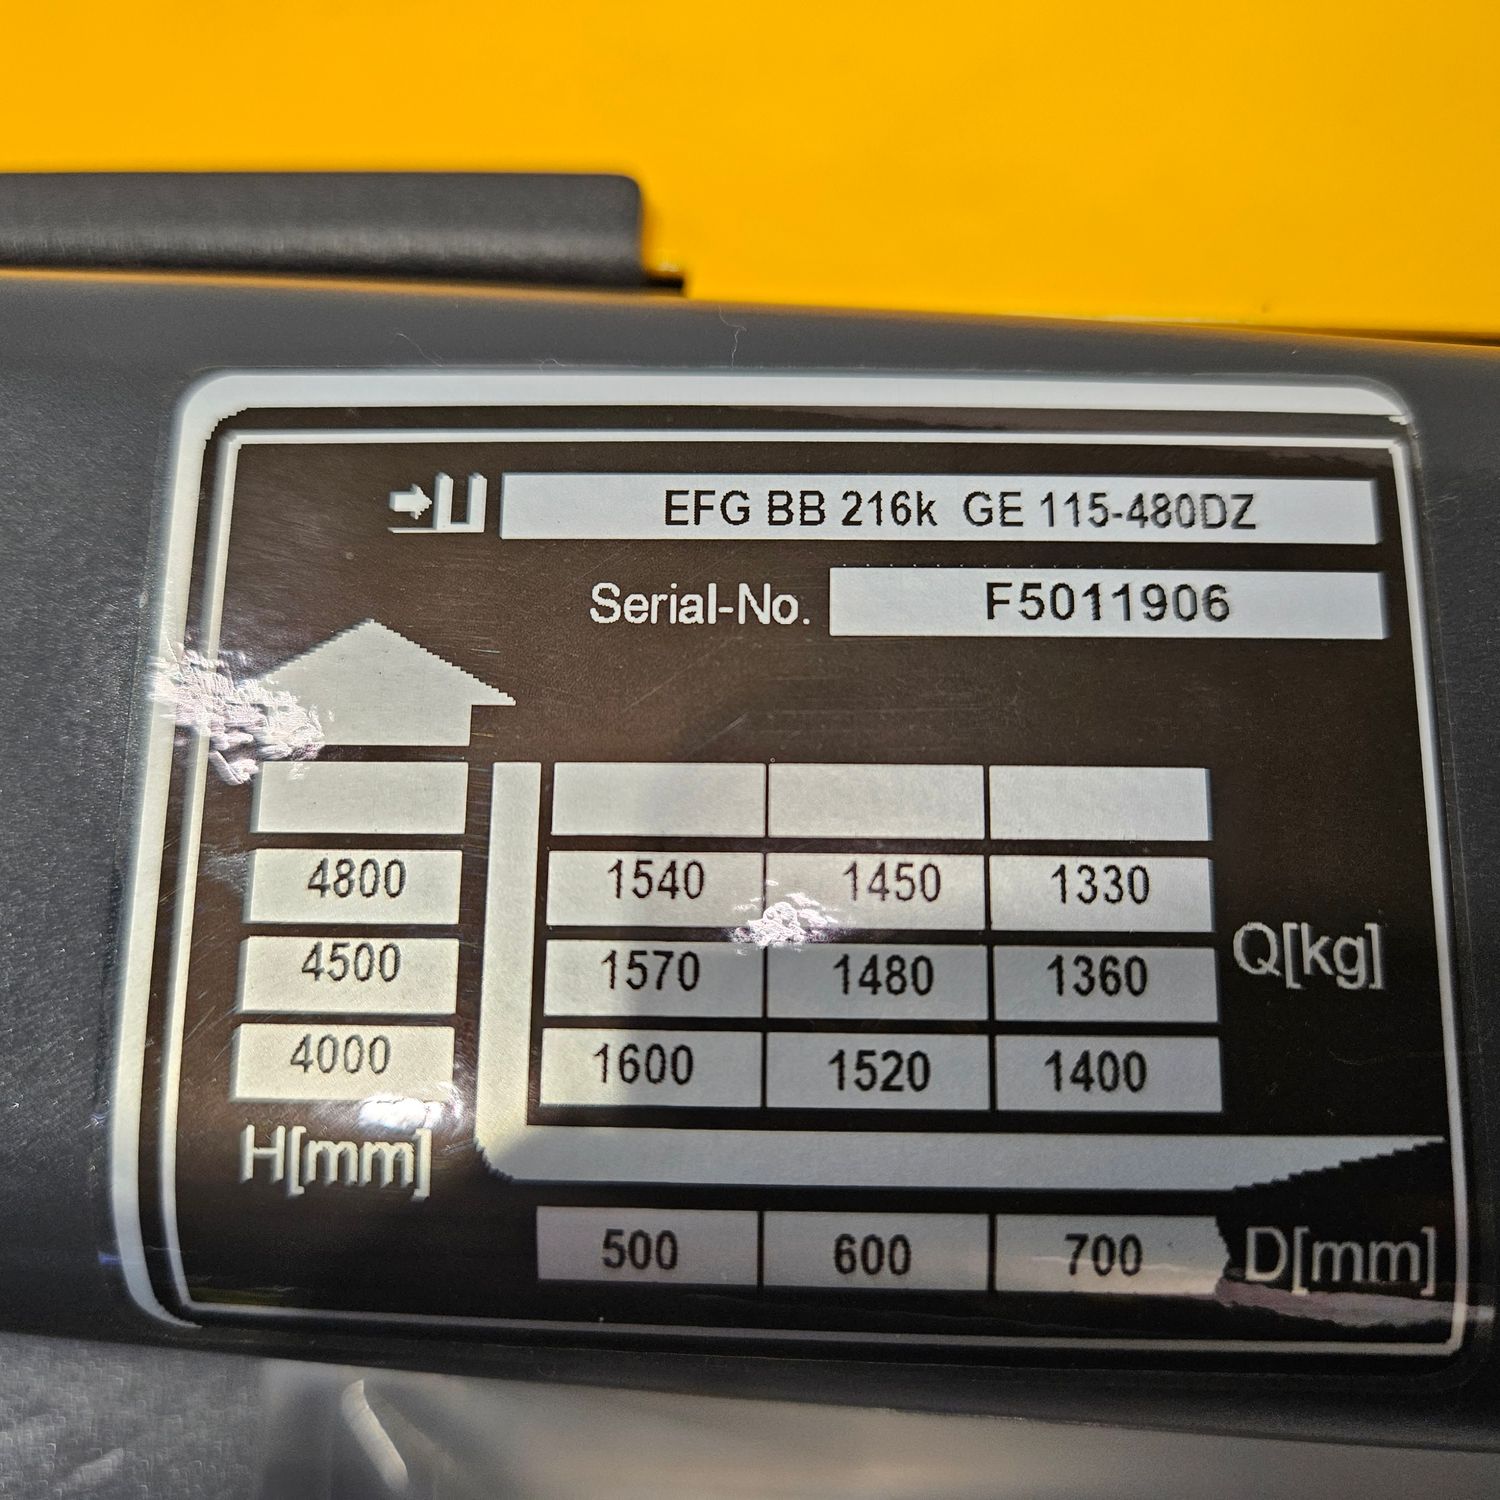 EFG BB 216k GE 115-480DZ
Serial-No. F5011906
4800 1540 1450 1330
4500 1570 1480 1360
Q[kg]
4000 1600 1520 1400
H[mm]
500 600 700 D[mm]